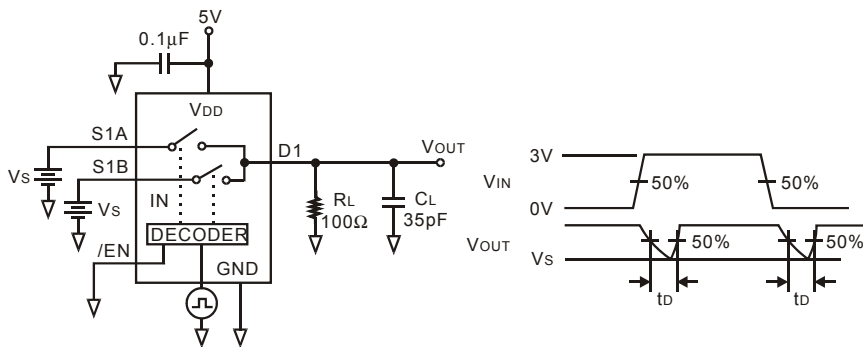 5V
0.1µF
VDD
S1A
D1
VOUT
S1B
VS
IN
VS
RL
100Ω
CL
35pF
DECODER
/EN
GND
3V
VIN
50%
50%
0V
VOUT
50%
50%
VS
tD
tD